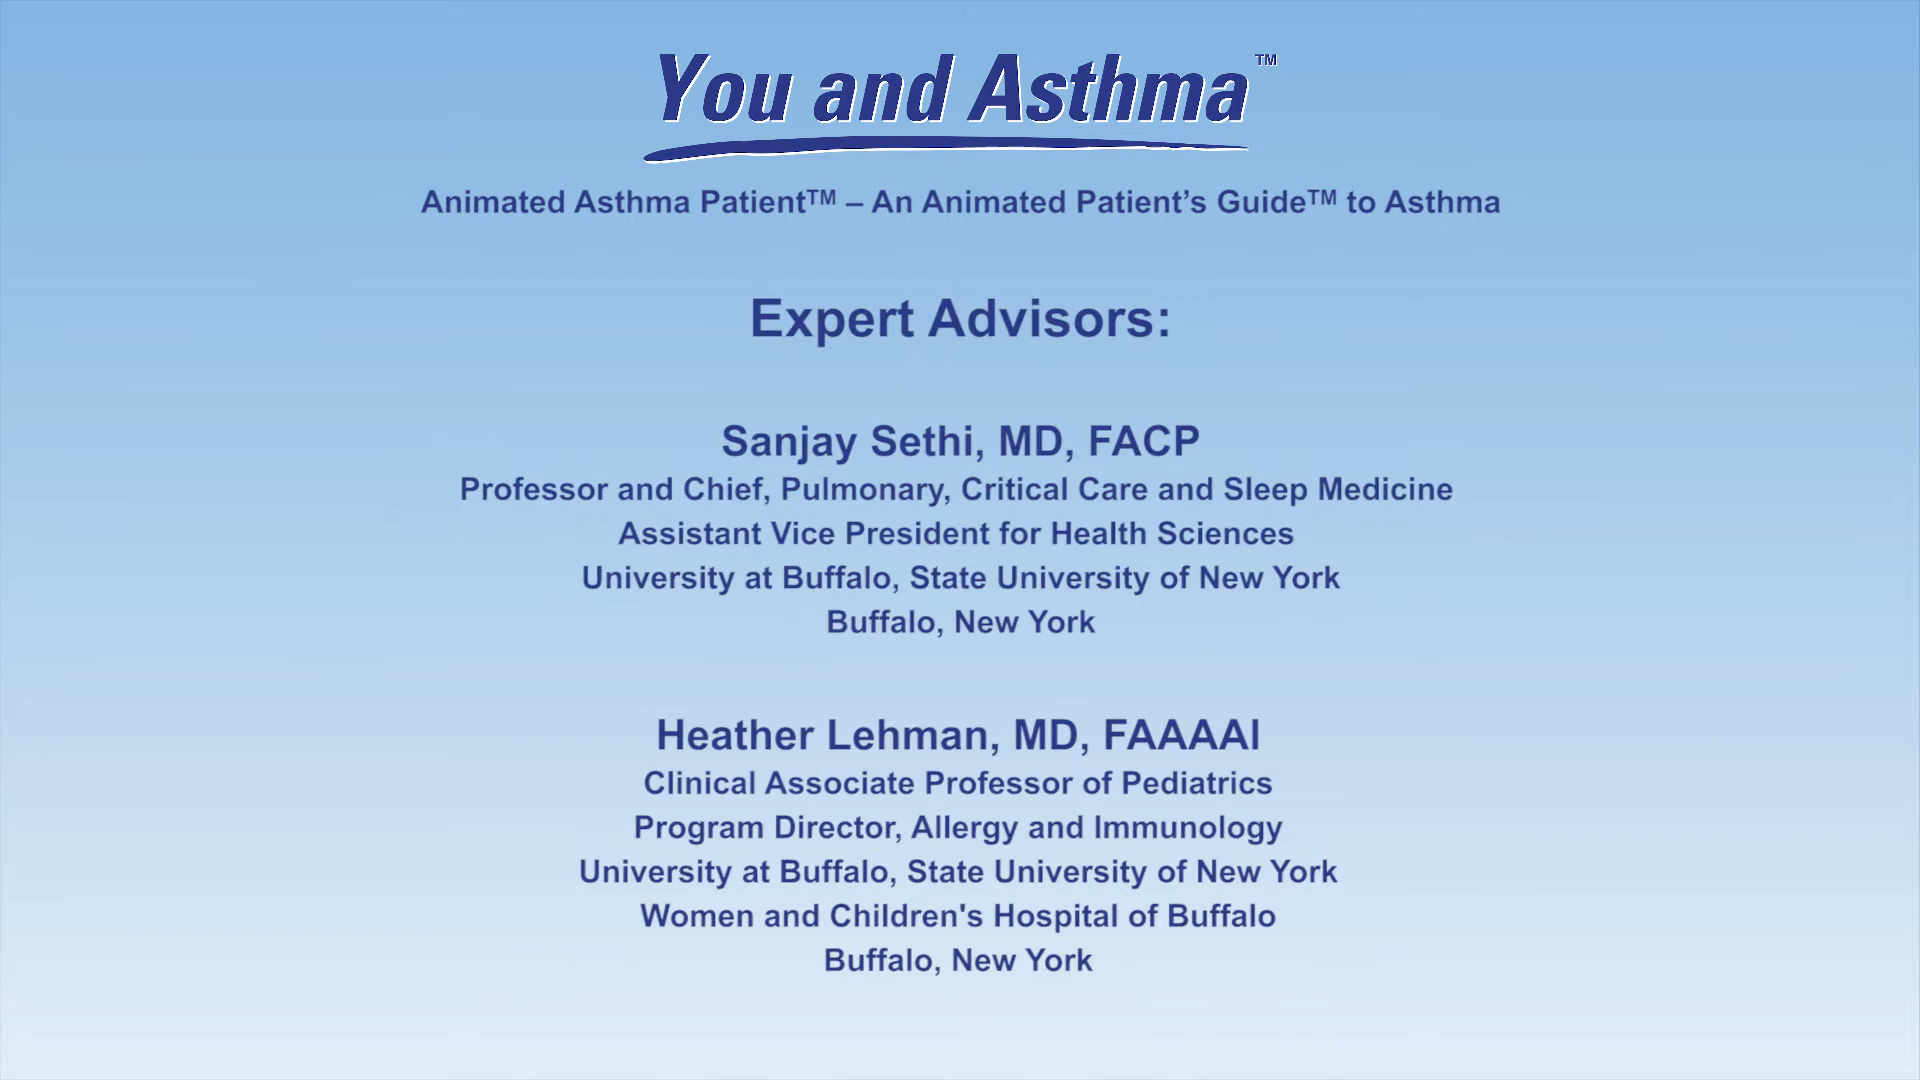 You and Asthma™
Animated Asthma Patient™ – An Animated Patient’s Guide™ to Asthma
Expert Advisors:
Sanjay Sethi, MD, FACP
Professor and Chief, Pulmonary, Critical Care and Sleep Medicine
Assistant Vice President for Health Sciences
University at Buffalo, State University of New York
Buffalo, New York
Heather Lehman, MD, FAAAAI
Clinical Associate Professor of Pediatrics
Program Director, Allergy and Immunology
University at Buffalo, State University of New York
Women and Children's Hospital of Buffalo
Buffalo, New York